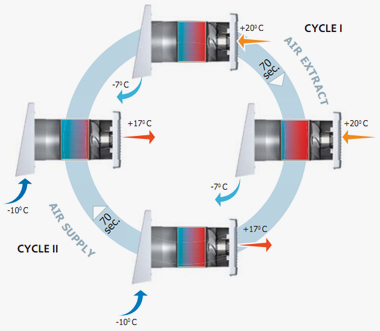 +20°C
CYCLE I
-7°C
70 sec.
AIR EXTRACT
+17°C
+20°C
-7°C
-10°C
CYCLE II
AIR SUPPLY
70 sec.
+17°C
-10°C